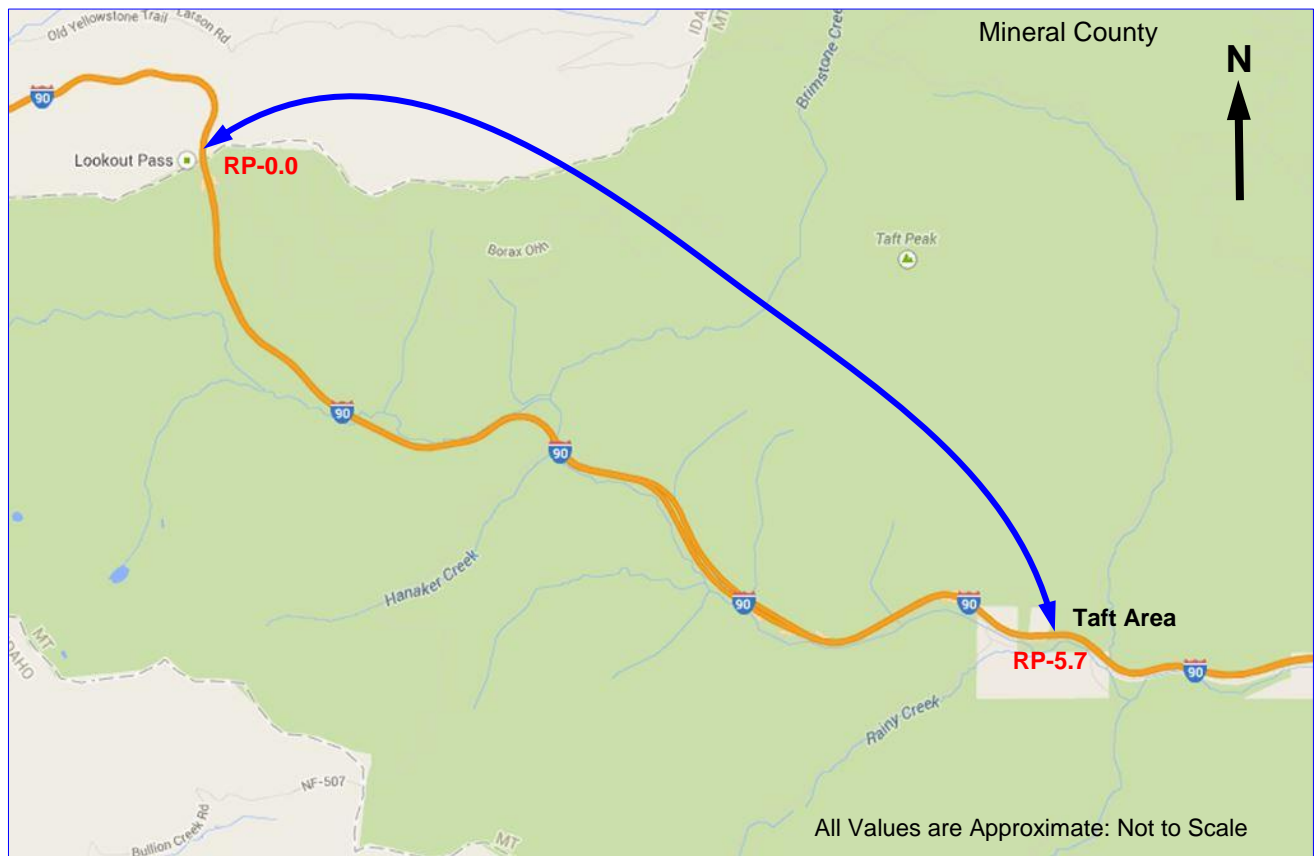 Mineral County
Old Yellowstone Trail
Larson Rd
IDAHO
MT
N
90
Brimstone Creek
Lookout Pass
RP-0.0
Taft Peak
90
90
Hanaker Creek
90
90
Taft Area
RP-5.7
90
MT
DAHO
Rainy Creek
NF-507
Bullion Creek Rd
MT
All Values are Approximate: Not to Scale